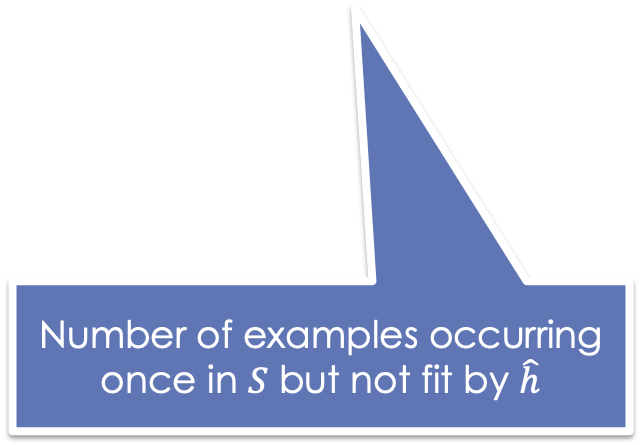 Number of examples occurring
once in S but not fit by ĥ